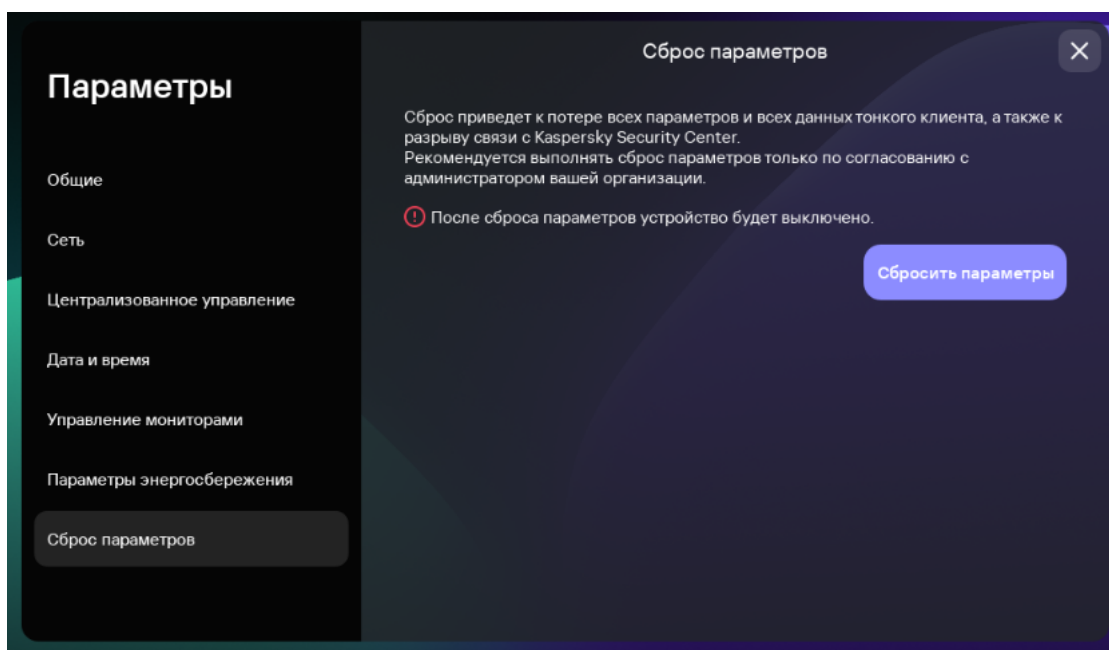 Параметры
Общие
Сеть
Централизованное управление
Дата и время
Управление мониторами
Параметры энергосбережения
Сброс параметров
Сброс параметров
Сброс приведет к потере всех параметров и всех данных тонкого клиента, а также к
разрыву связи с Kaspersky Security Center.
Рекомендуется выполнять сброс параметров только по согласованию с
администратором вашей организации.
После сброса параметров устройство будет выключено.
Сбросить параметры